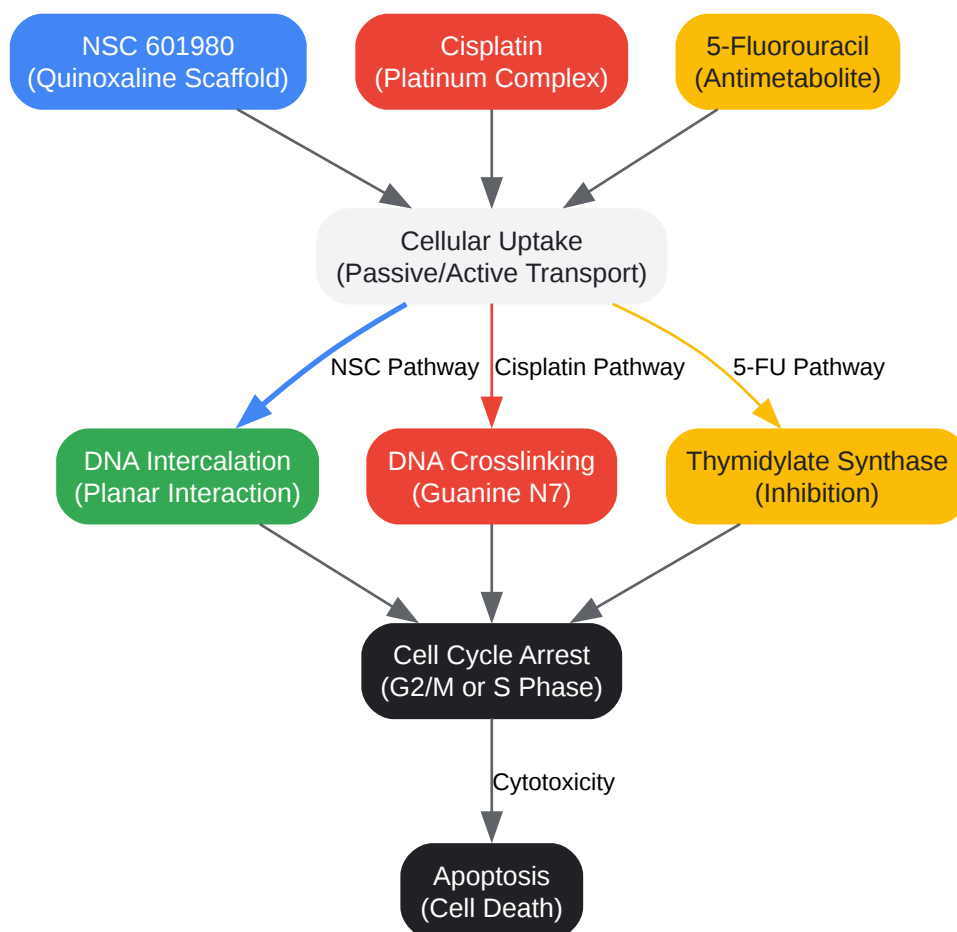 NSC 601980
(Quinoxaline Scaffold)
Cisplatin
(Platinum Complex)
5-Fluorouracil
(Antimetabolite)
Cellular Uptake
(Passive/Active Transport)
NSC Pathway
Cisplatin Pathway
5-FU Pathway
DNA Intercalation
(Planar Interaction)
DNA Crosslinking
(Guanine N7)
Thymidylate Synthase
(Inhibition)
Cell Cycle Arrest
(G2/M or S Phase)
Cytotoxicity
Apoptosis
(Cell Death)